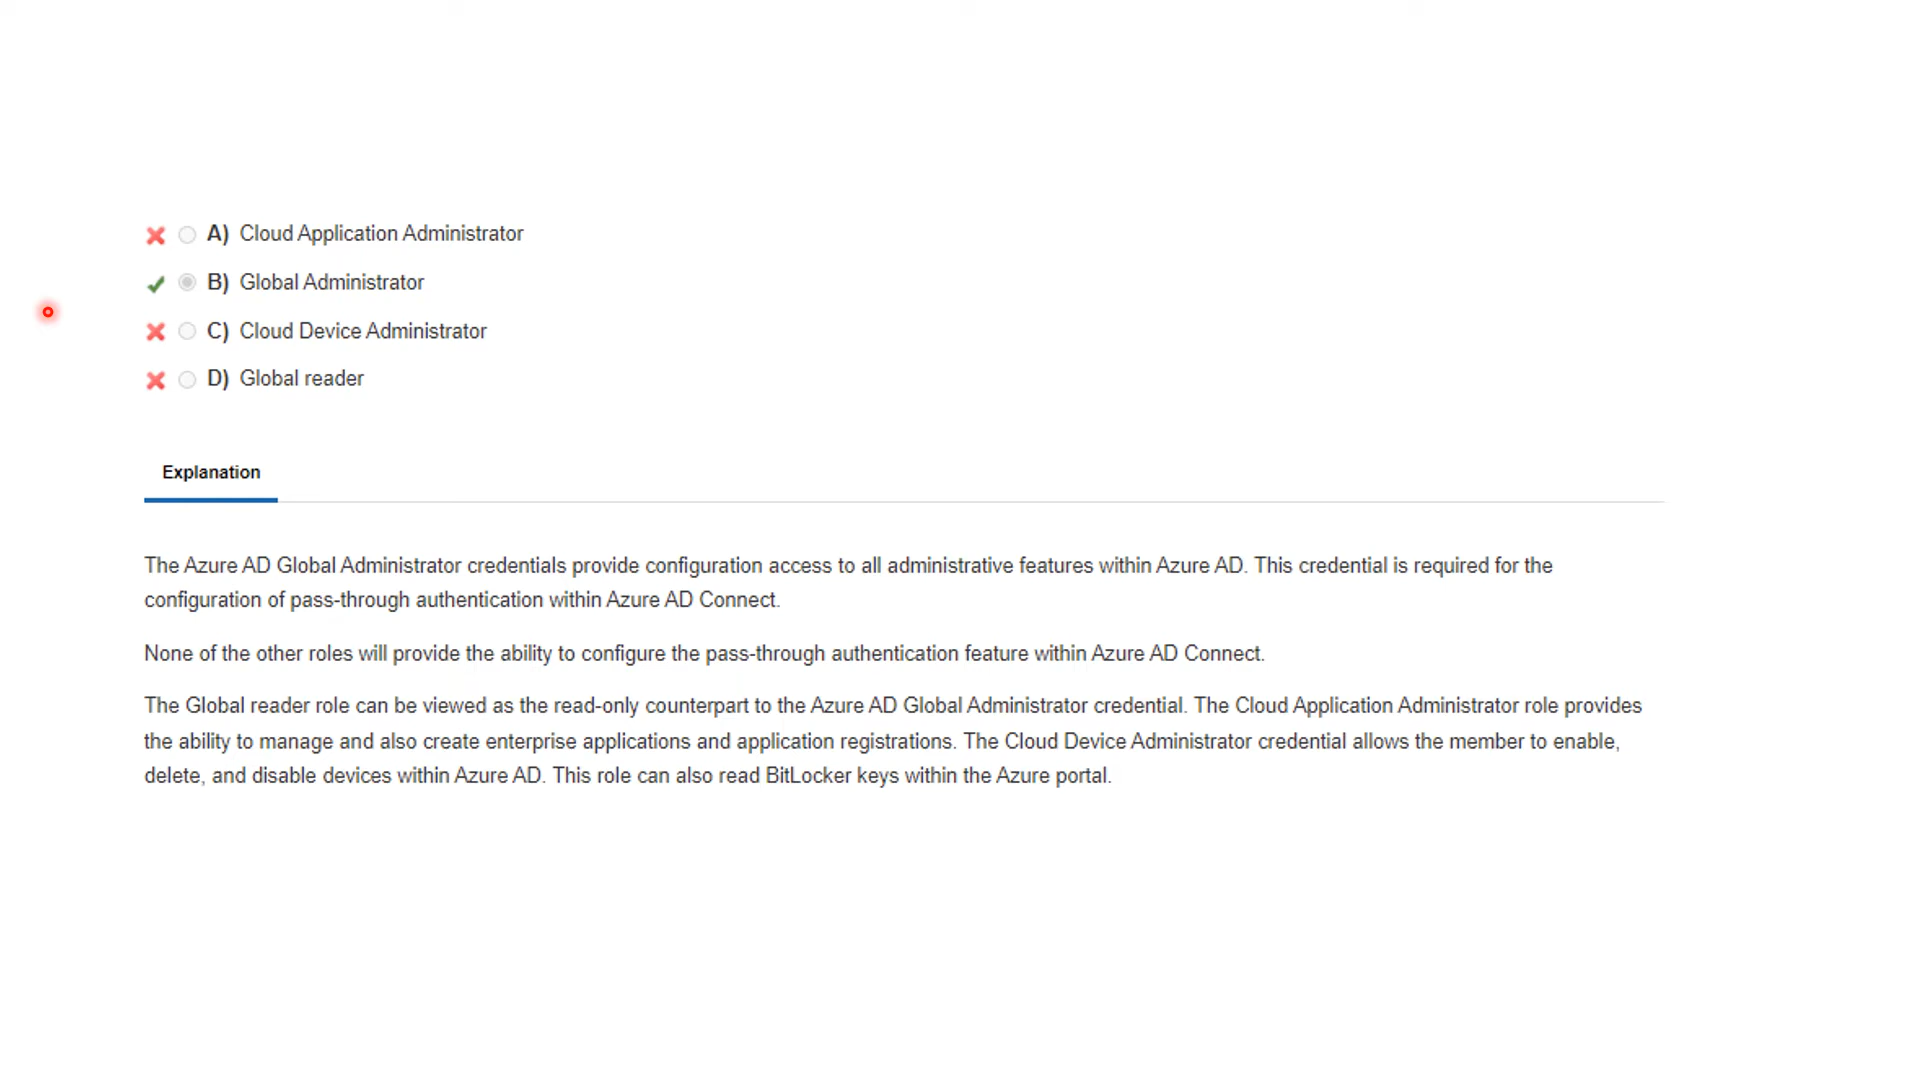 A) Cloud Application Administrator
B) Global Administrator
C) Cloud Device Administrator
D) Global reader
Explanation
The Azure AD Global Administrator credentials provide configuration access to all administrative features within Azure AD. This credential is required for the
configuration of pass-through authentication within Azure AD Connect.
None of the other roles will provide the ability to configure the pass-through authentication feature within Azure AD Connect.
The Global reader role can be viewed as the read-only counterpart to the Azure AD Global Administrator credential. The Cloud Application Administrator role provides
the ability to manage and also create enterprise applications and application registrations. The Cloud Device Administrator credential allows the member to enable,
delete, and disable devices within Azure AD. This role can also read BitLocker keys within the Azure portal.